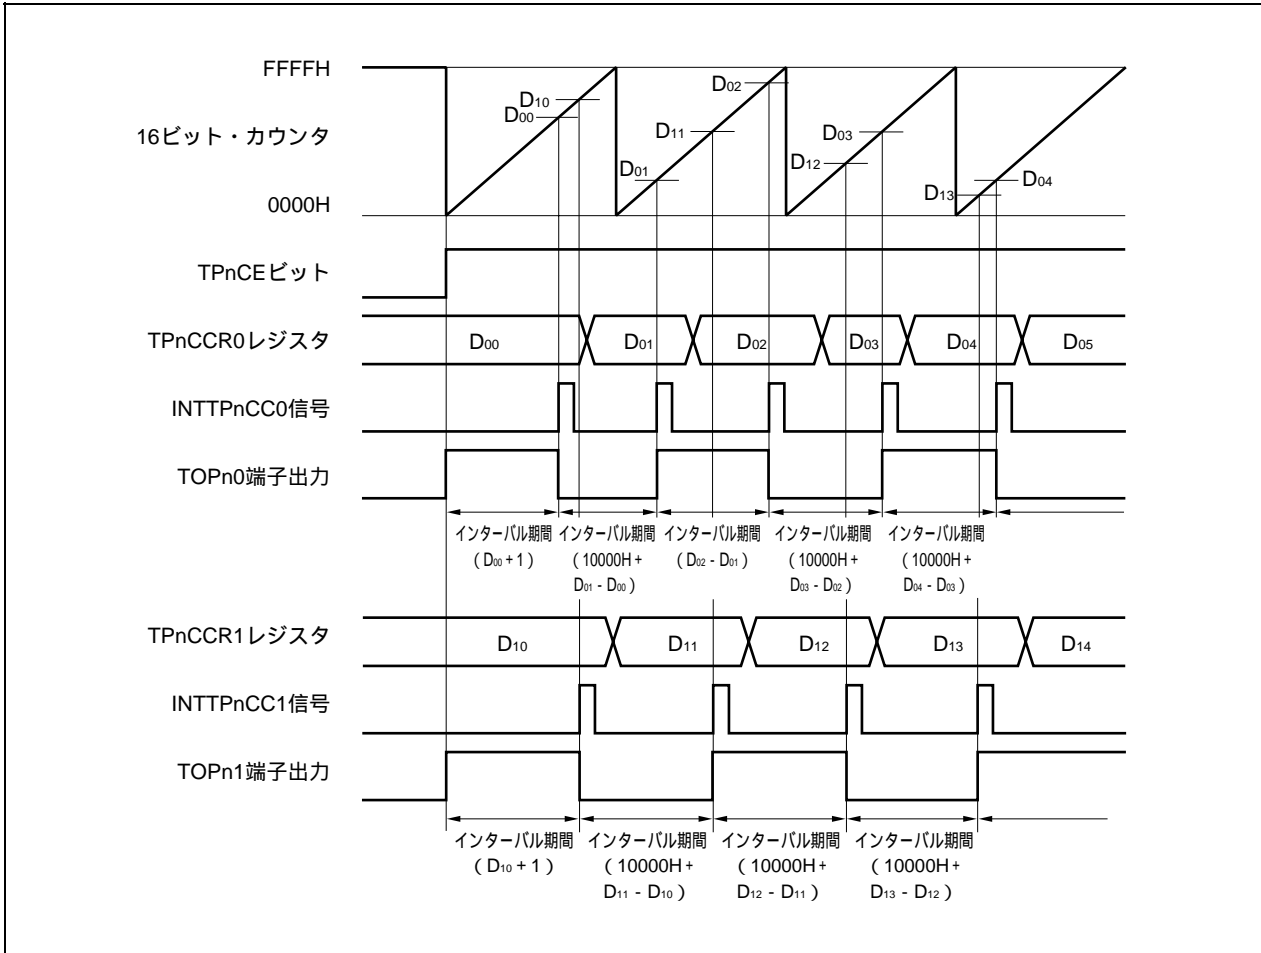 FFFFH
16ビット・カウンタ
0000H
D10
D00
D01
D11
D02
D12
D03
D13
D04
TPnCEビット
TPnCCR0レジスタ
D00
D01
D02
D03
D04
D05
INTTPnCC0信号
TOPn0端子出力
インターバル期間
(D00 + 1)
インターバル期間
(10000H +
D01 - D00)
インターバル期間
(D02 - D01)
インターバル期間
(10000H +
D03 - D02)
インターバル期間
(10000H +
D04 - D03)
TPnCCR1レジスタ
D10
D11
D12
D13
D14
INTTPnCC1信号
TOPn1端子出力
インターバル期間
(D10 + 1)
インターバル期間
(10000H +
D11 - D10)
インターバル期間
(10000H +
D12 - D11)
インターバル期間
(10000H +
D13 - D12)